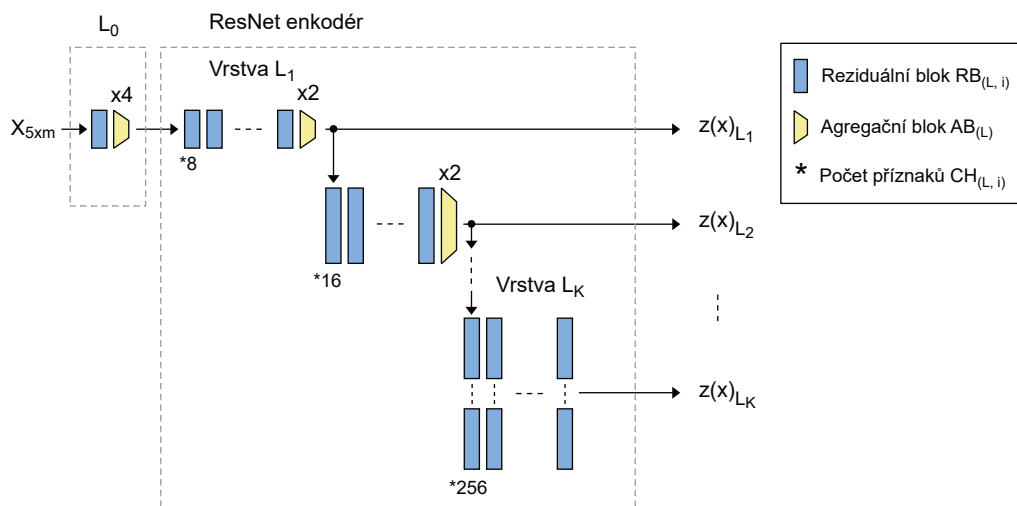 L0
ResNet enkodér
Vrstva L1
x4
x2
X5xm
*8
z(x)L1
x2
*16
z(x)L2
Vrstva LK
z(x)LK
*256
Reziduální blok RB(L, i)
Agregační blok AB(L)
* Počet příznaků CH(L, i)